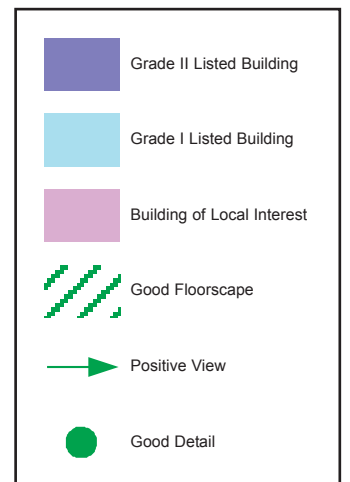 Grade II Listed Building
Grade I Listed Building
Building of Local Interest
Good Floorscape
Positive View
Good Detail